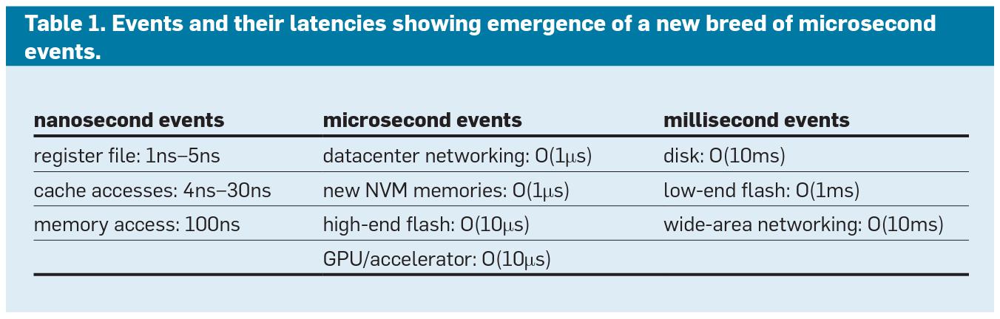 Table 1. Events and their latencies showing emergence of a new breed of microsecond
events.
nanosecond events microsecond events millisecond events
register file: 1ns–5ns datacenter networking: O(1μs) disk: O(10ms)
cache accesses: 4ns–30ns new NVM memories: O(1μs) low-end flash: O(1ms)
memory access: 100ns high-end flash: O(10μs) wide-area networking: O(10ms)
GPU/accelerator: O(10μs)